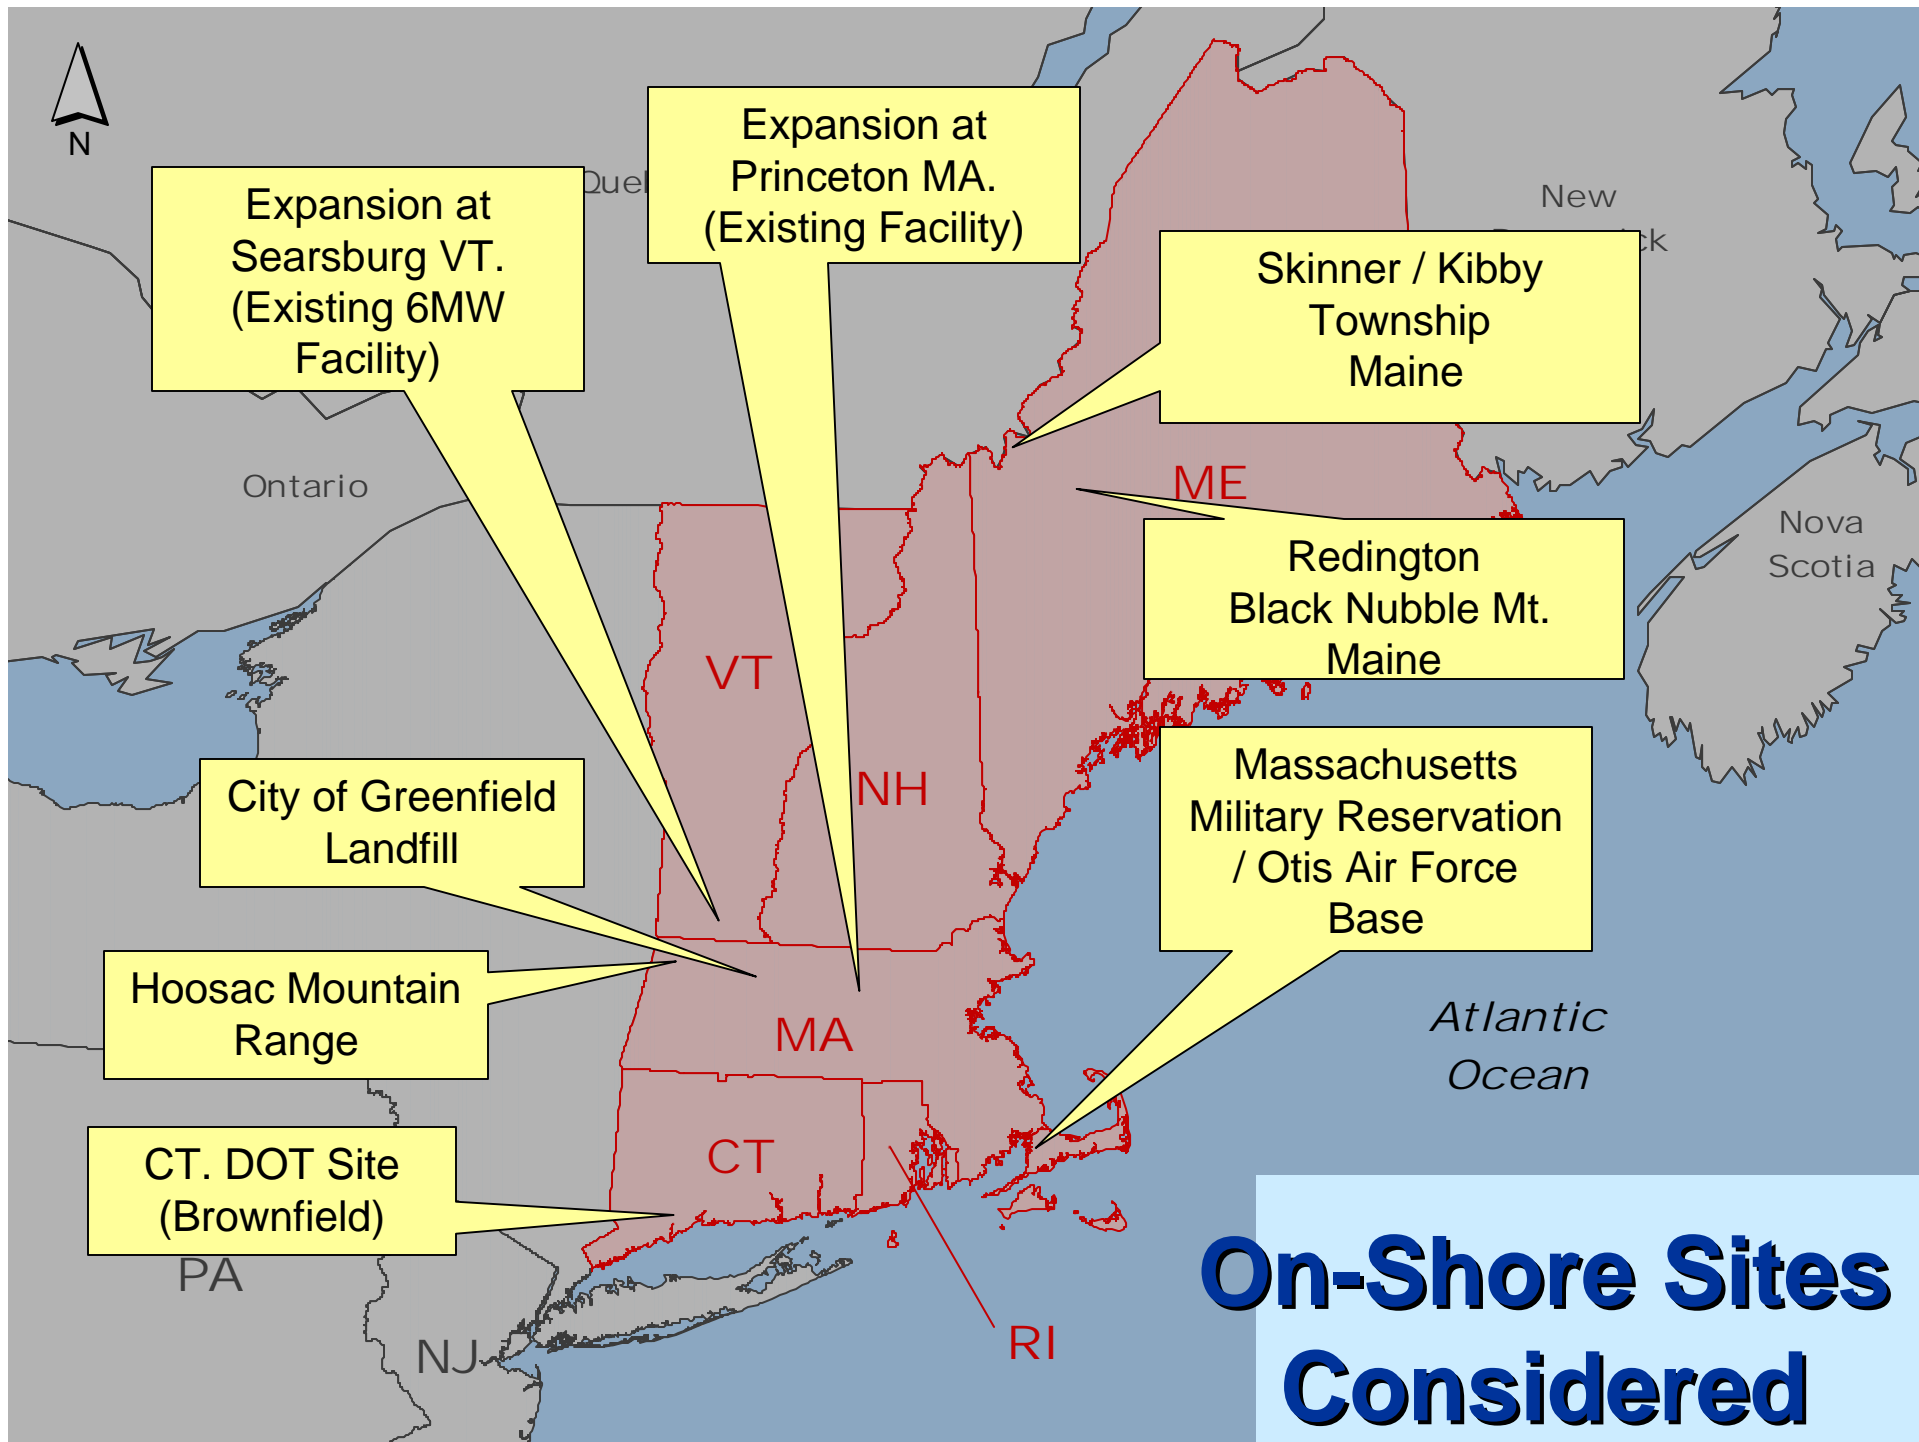 N
Expansion at
Princeton MA.
(Existing Facility)
Expansion at
Searsburg VT.
(Existing 6MW
Facility)
New
Skinner / Kibby
Township
Maine
Ontario
ME
Nova
Scotia
Redington
Black Nubble Mt.
Maine
VT
NH
City of Greenfield
Landfill
Massachusetts
Military Reservation
/ Otis Air Force
Base
Hoosac Mountain
Range
MA
Atlantic
Ocean
CT. DOT Site
(Brownfield)
CT
PA
NJ
RI
On-Shore Sites
Considered